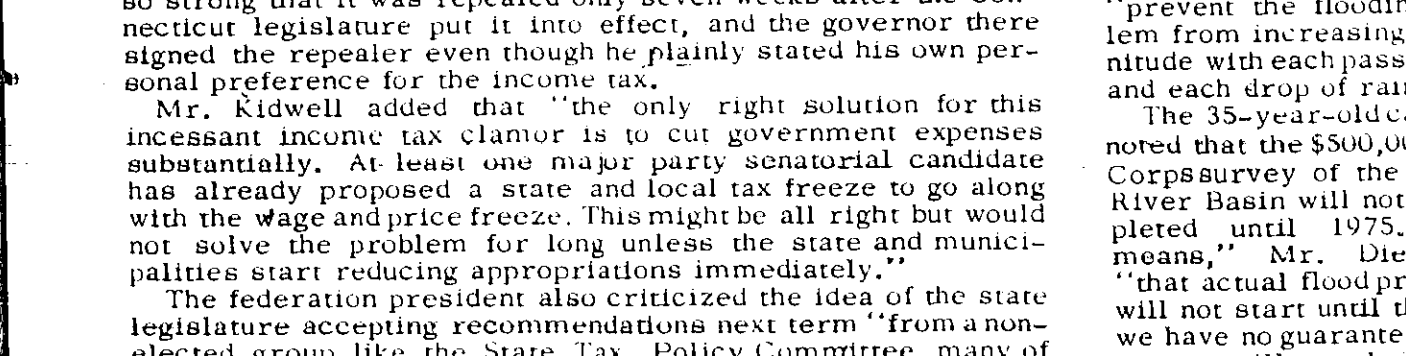 so strong that it was repealed only seven weeks after the Con-
necticut legislature put it into effect, and the governor there
signed the repealer even though he plainly stated his own per-
sonal preference for the income tax.
Mr. Kidwell added that "the only right solution for this
incessant income tax clamor is to cut government expenses
substantially. At least one major party senatorial candidate
has already proposed a state and local tax freeze to go along
with the wage and price freeze. This might be all right but would
not solve the problem for long unless the state and munici-
palities start reducing appropriations immediately."
The federation president also criticized the idea of the state
legislature accepting recommendations next term "from a non-
elected group like the State Tax Policy Committee, many of
"prevent the floodin
lem from increasing
nitude with each pass
and each drop of rain
The 35-year-old c
noted that the $500,00
Corps survey of the
River Basin will not
pleted until 1975.
means," Mr. Die
"that actual flood pr
will not start until th
we have no guarante